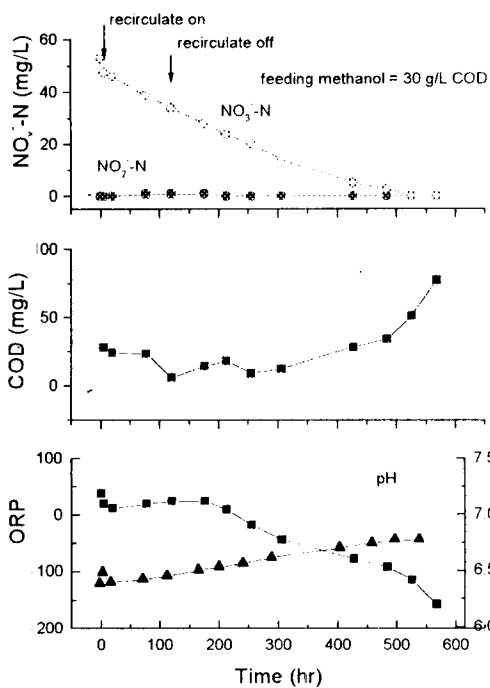 recirculate on
recirculate off
feeding methanol = 30 g/L COD
NO3-N
NO2-N
NOx-N (mg/L)
60
40
20
0
COD (mg/L)
00
50
0
ORP
100
0
100
200
pH
7.5
7.0
6.5
6.0
0 100 200 300 400 500 600
Time (hr)